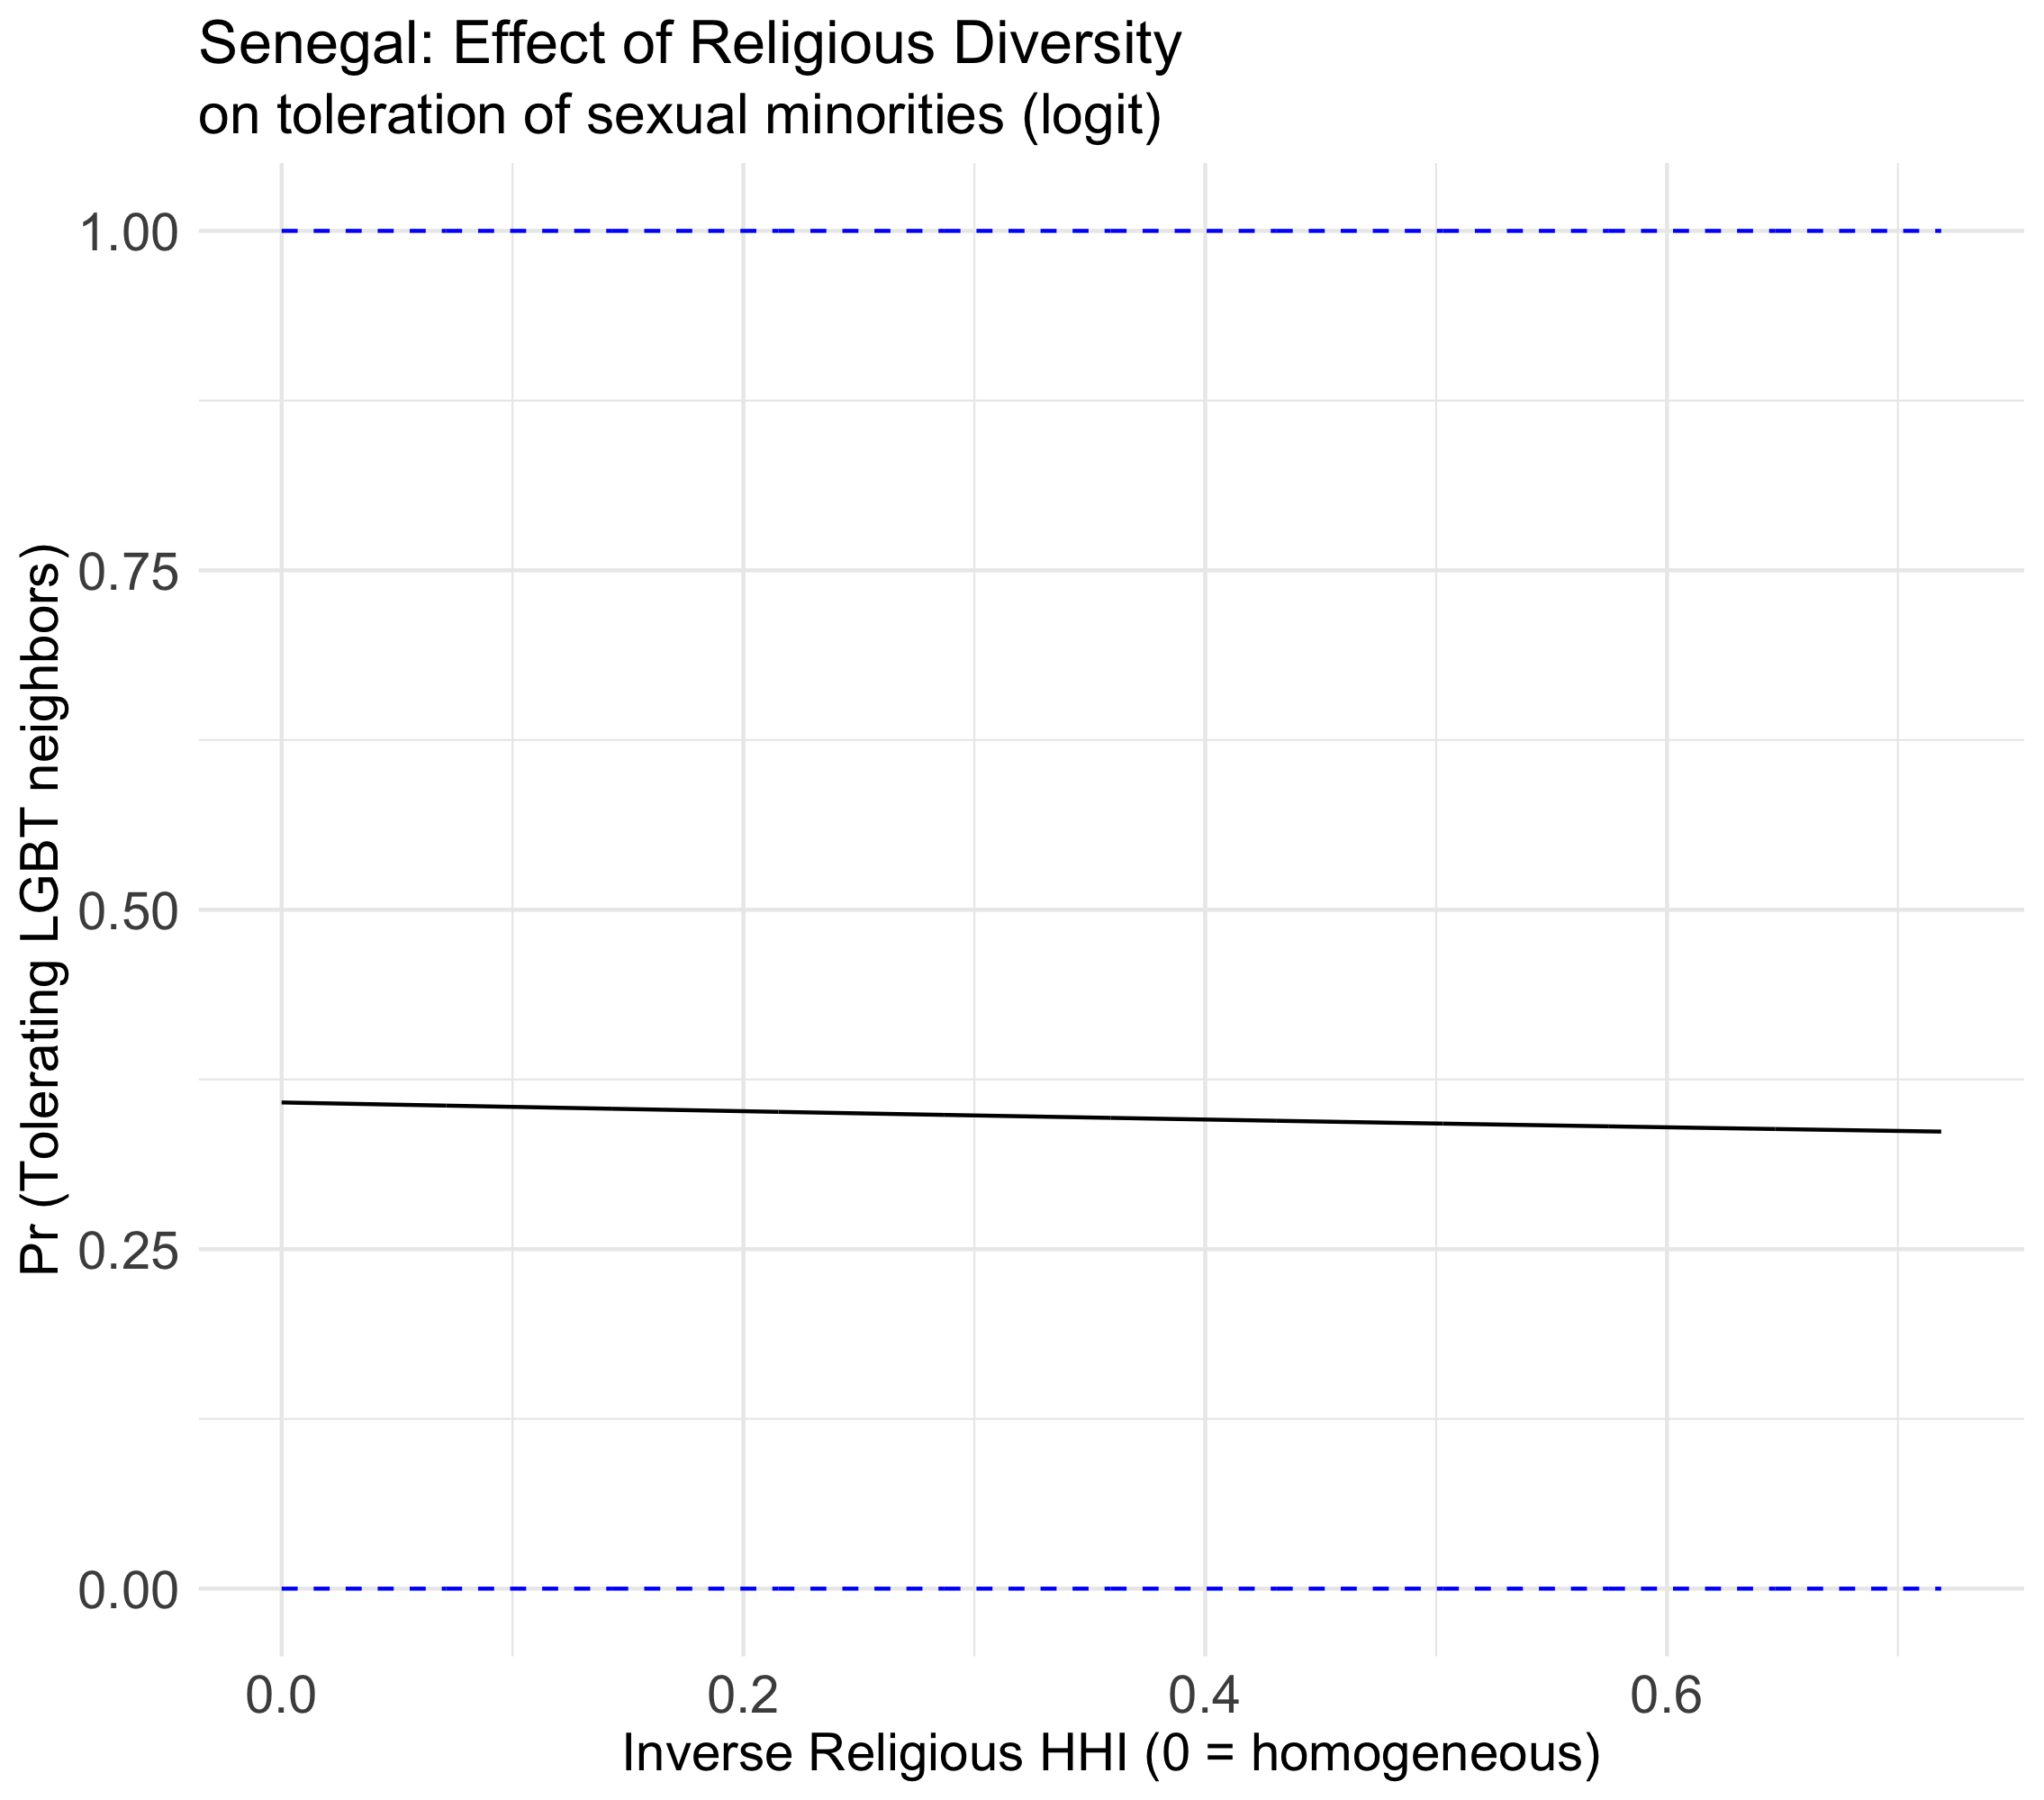 Senegal: Effect of Religious Diversity
on toleration of sexual minorities (logit)
Pr (Tolerating LGBT neighbors)
1.00
0.75
0.50
0.25
0.00
0.0
0.2
0.4
0.6
Inverse Religious HHI (0 = homogeneous)